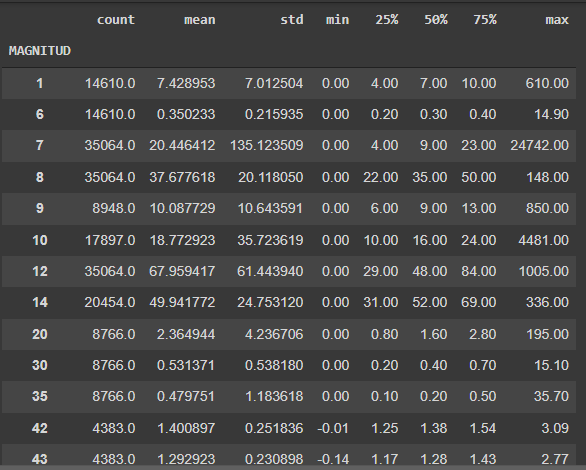 count mean std min 25% 50% 75% max
MAGNITUD
1 14610.0 7.428953 7.012504 0.00 4.00 7.00 10.00 610.00
6 14610.0 0.350233 0.215935 0.00 0.20 0.30 0.40 14.90
7 35064.0 20.446412 135.123509 0.00 4.00 9.00 23.00 24742.00
8 35064.0 37.677618 20.118050 0.00 22.00 35.00 50.00 148.00
9 8948.0 10.087729 10.643591 0.00 6.00 9.00 13.00 850.00
10 17897.0 18.772923 35.723619 0.00 10.00 16.00 24.00 4481.00
12 35064.0 67.959417 61.443940 0.00 29.00 48.00 84.00 1005.00
14 20454.0 49.941772 24.753120 0.00 31.00 52.00 69.00 336.00
20 8766.0 2.364944 4.236706 0.00 0.80 1.60 2.80 195.00
30 8766.0 0.531371 0.538180 0.00 0.20 0.40 0.70 15.10
35 8766.0 0.479751 1.183618 0.00 0.10 0.20 0.50 35.70
42 4383.0 1.400897 0.251836 -0.01 1.25 1.38 1.54 3.09
43 4383.0 1.292923 0.230898 -0.14 1.17 1.28 1.43 2.77